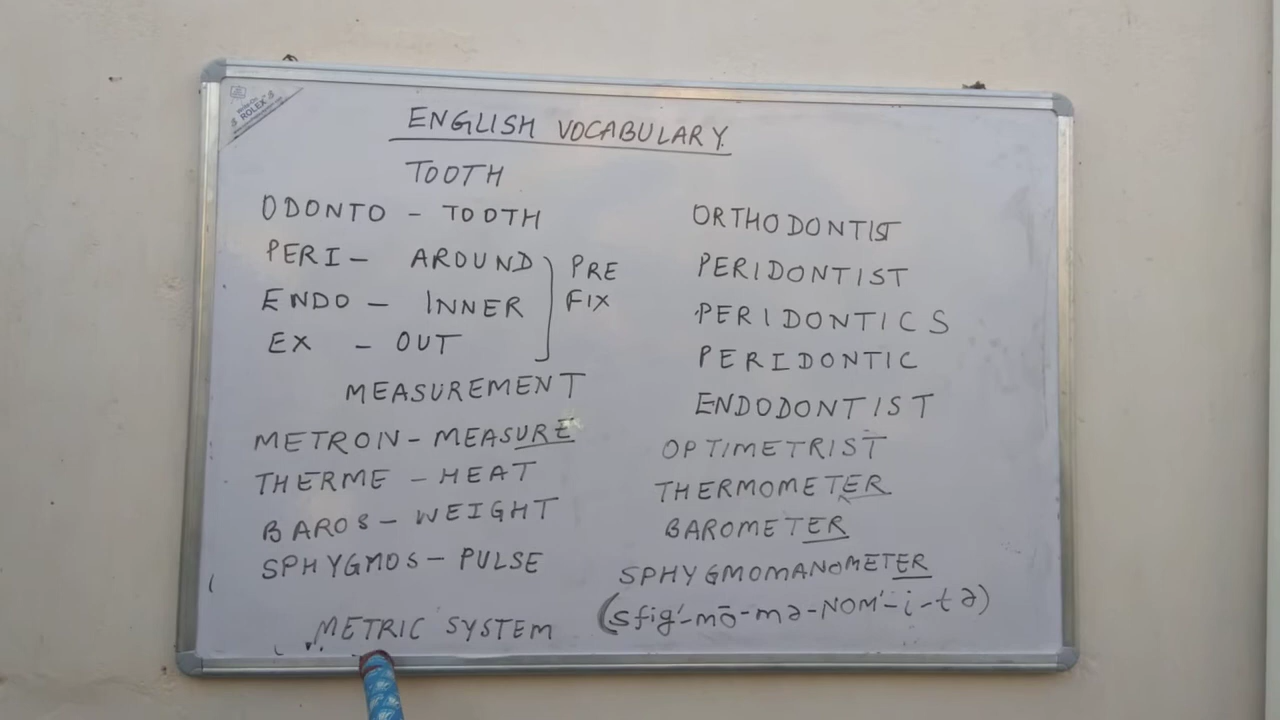 ROLEX
ENGLISH VOCABULARY.
TOOTH
ODONTO - TOOTH
PERI - AROUND
ENDO - INNER
EX - OUT
PRE
FIX
MEASUREMENT
METRON - MEASURE
THERME - HEAT
BAROS - WEIGHT
SPHYGMOS - PULSE
METRIC SYSTEM
ORTHODONTIST
PERIDONTIST
PERIDONTICS
PERIDONTIC
ENDODONTIST
OPTIMETRIST
THERMOMETER
BAROMETER
SPHYGMOMANOMETER
(sfig'-mō-mə-NOM'-i-tə)